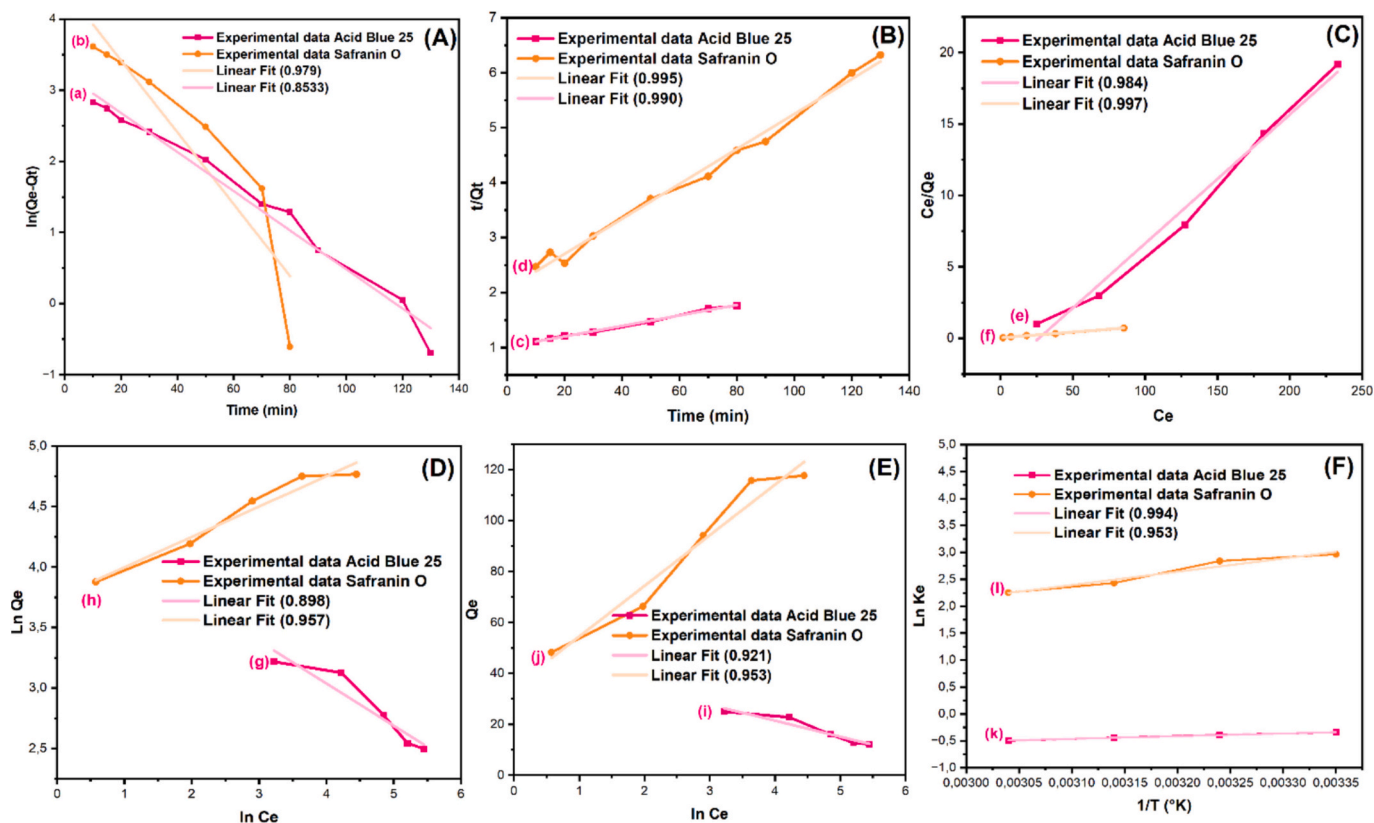 (A)
Experimental data Acid Blue 25
Experimental data Safranin O
Linear Fit (0.979)
Linear Fit (0.8533)
(b)
(a)
4
3
2
1
0
−1
ln(Qe-Qt)
0 20 40 60 80 100 120 140
Time (min)
(B)
Experimental data Acid Blue 25
Experimental data Safranin O
Linear Fit (0.995)
Linear Fit (0.990)
(d)
(c)
7
6
5
4
3
2
1
t/Qt
0 20 40 60 80 100 120 140
Time (min)
(C)
Experimental data Acid Blue 25
Experimental data Safranin O
Linear Fit (0.984)
Linear Fit (0.997)
(e)
(f)
20
15
10
5
0
Ce/Qe
0 50 100 150 200 250
Ce
(D)
Experimental data Acid Blue 25
Experimental data Safranin O
Linear Fit (0.898)
Linear Fit (0.957)
(h)
(g)
5,0
4,5
4,0
3,5
3,0
2,5
Ln Qe
0 1 2 3 4 5 6
ln Ce
(E)
Experimental data Acid Blue 25
Experimental data Safranin O
Linear Fit (0.921)
Linear Fit (0.953)
(j)
(i)
120
100
80
60
40
20
0
Qe
0 1 2 3 4 5 6
ln Ce
(F)
Experimental data Acid Blue 25
Experimental data Safranin O
Linear Fit (0.994)
Linear Fit (0.953)
(l)
(k)
5,0
4,5
4,0
3,5
3,0
2,5
2,0
1,5
1,0
0,5
0,0
−0,5
−1,0
Ln Ke
0,00300 0,00305 0,00310 0,00315 0,00320 0,00325 0,00330 0,00335
1/T (°K)